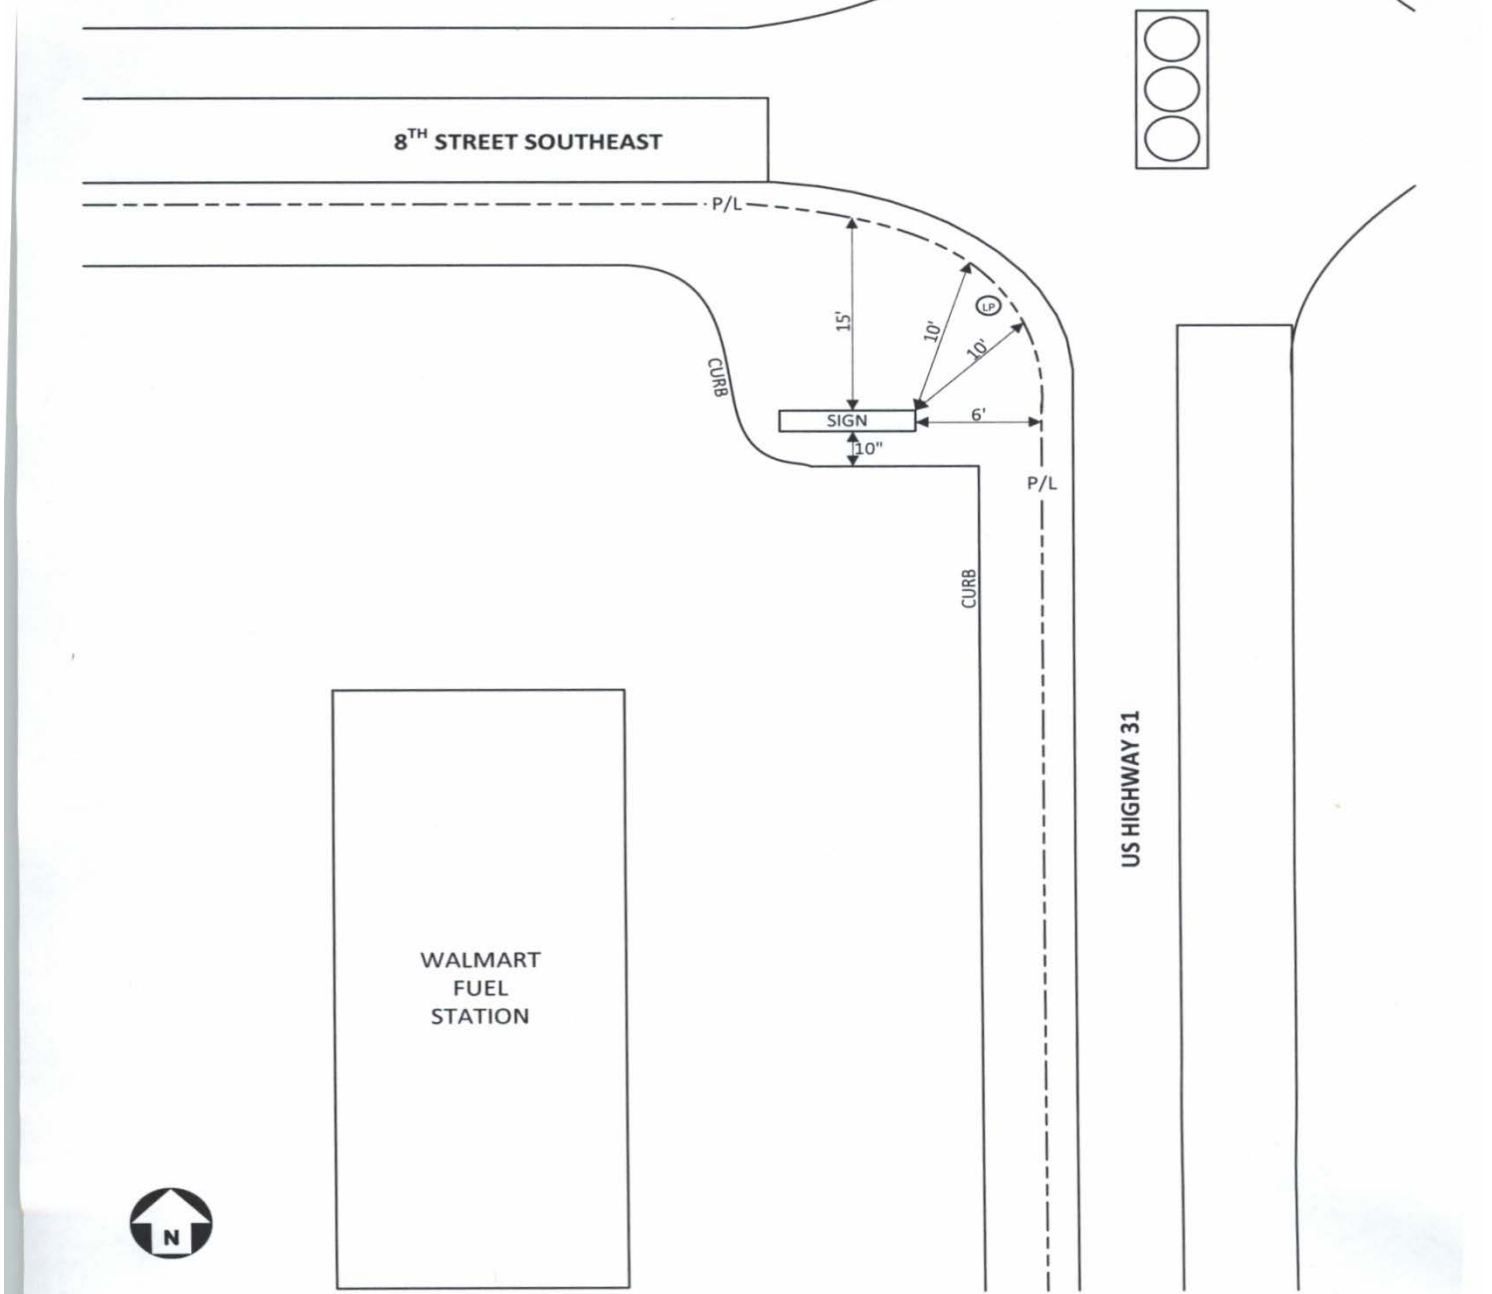 8TH STREET SOUTHEAST
P/L
LP
15'
10'
10'
CURB
SIGN
6'
10"
P/L
CURB
US HIGHWAY 31
WALMART
FUEL
STATION
N